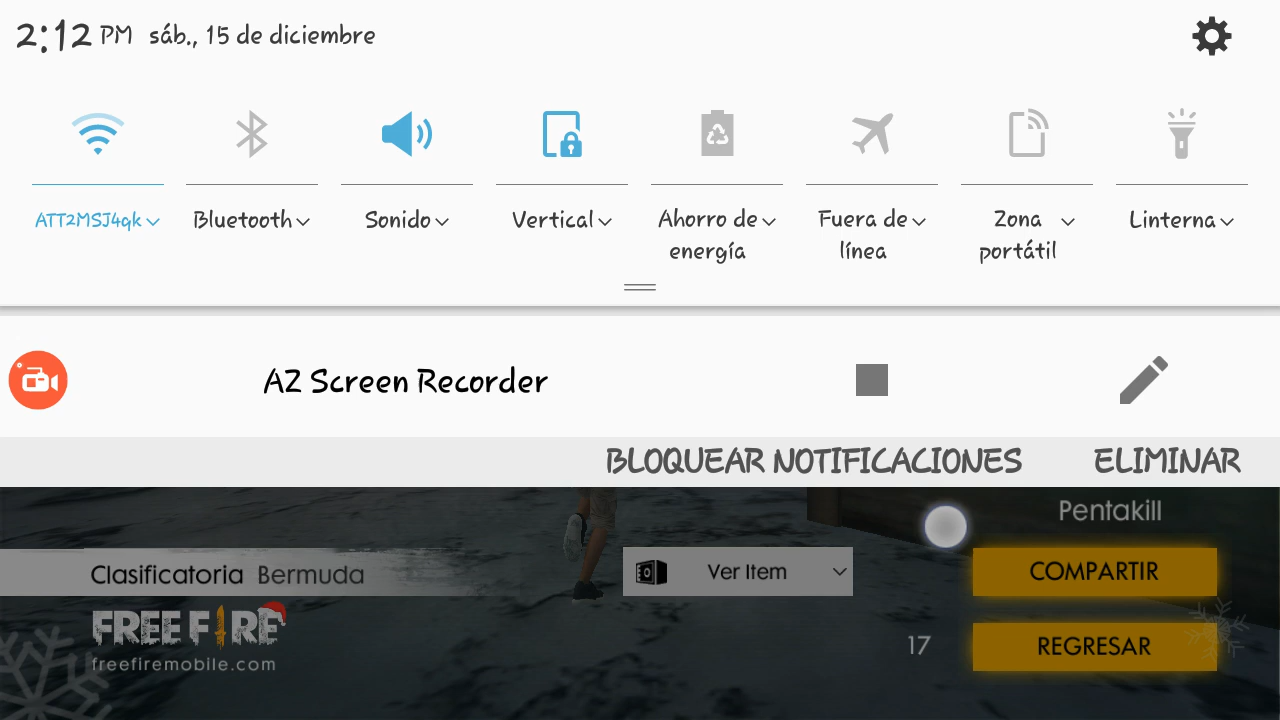 2:12 PM sáb., 15 de diciembre
ATT2MSJ4qk Bluetooth Sonido Vertical Ahorro de energía Fuera de línea Zona portátil Linterna
AZ Screen Recorder
BLOQUEAR NOTIFICACIONES ELIMINAR
Pentakill
Clasificatoria Bermuda Ver Item COMPARTIR
FREE FIRE
freefiremobile.com
17 REGRESAR